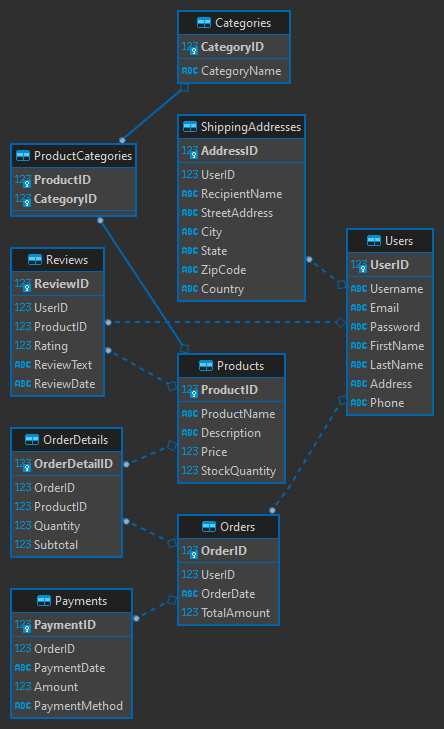 Categories
123 CategoryID
ABC CategoryName
ShippingAddresses
123 AddressID
123 UserID
ABC RecipientName
ABC StreetAddress
ABC City
ABC State
ABC ZipCode
ABC Country
ProductCategories
123 ProductID
123 CategoryID
Users
123 UserID
ABC Username
ABC Email
ABC Password
ABC FirstName
ABC LastName
ABC Address
ABC Phone
Reviews
123 ReviewID
123 UserID
123 ProductID
123 Rating
ABC ReviewText
ABC ReviewDate
Products
123 ProductID
ABC ProductName
ABC Description
123 Price
123 StockQuantity
OrderDetails
123 OrderDetailID
123 OrderID
123 ProductID
123 Quantity
123 Subtotal
Orders
123 OrderID
123 UserID
ABC OrderDate
123 TotalAmount
Payments
123 PaymentID
123 OrderID
ABC PaymentDate
123 Amount
ABC PaymentMethod